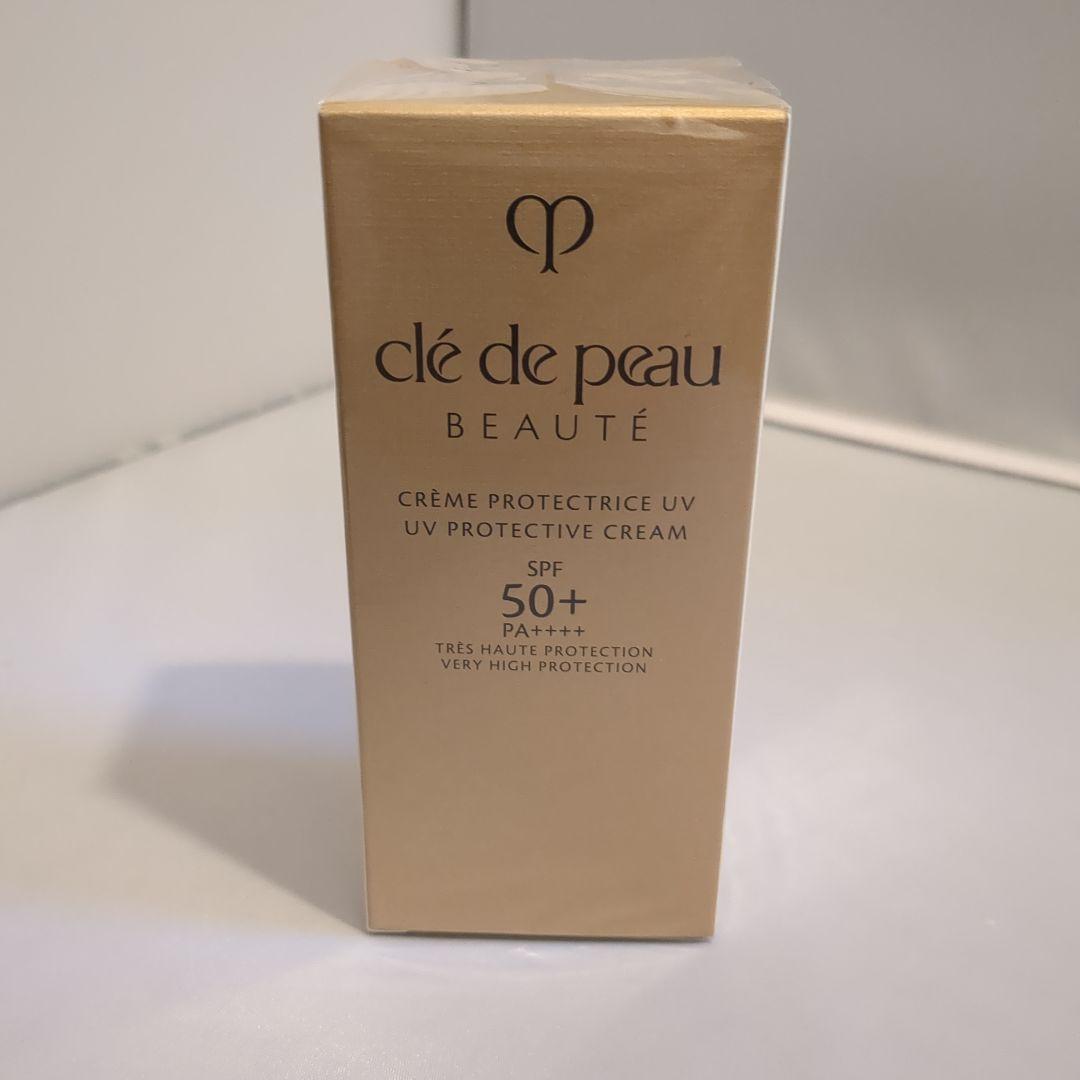 clé de peau
BEAUTÉ
CRÈME PROTECTRICE UV
UV PROTECTIVE CREAM
SPF
50+
PA++++
TRÈS HAUTE PROTECTION
VERY HIGH PROTECTION